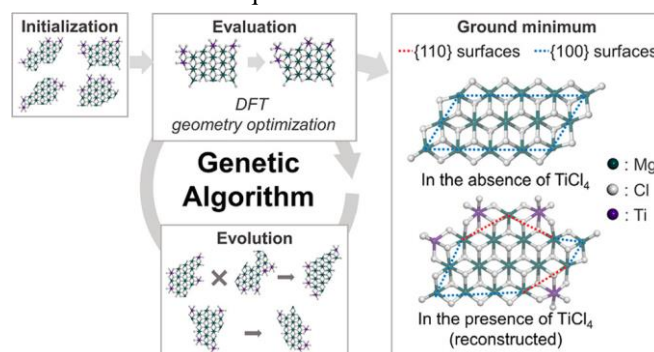 Initialization
Evaluation
DFT
geometry optimization
Genetic
Algorithm
Evolution
Ground minimum
{110} surfaces
{100} surfaces
In the absence of TiCl4
: Mg
: Cl
: Ti
In the presence of TiCl4
(reconstructed)